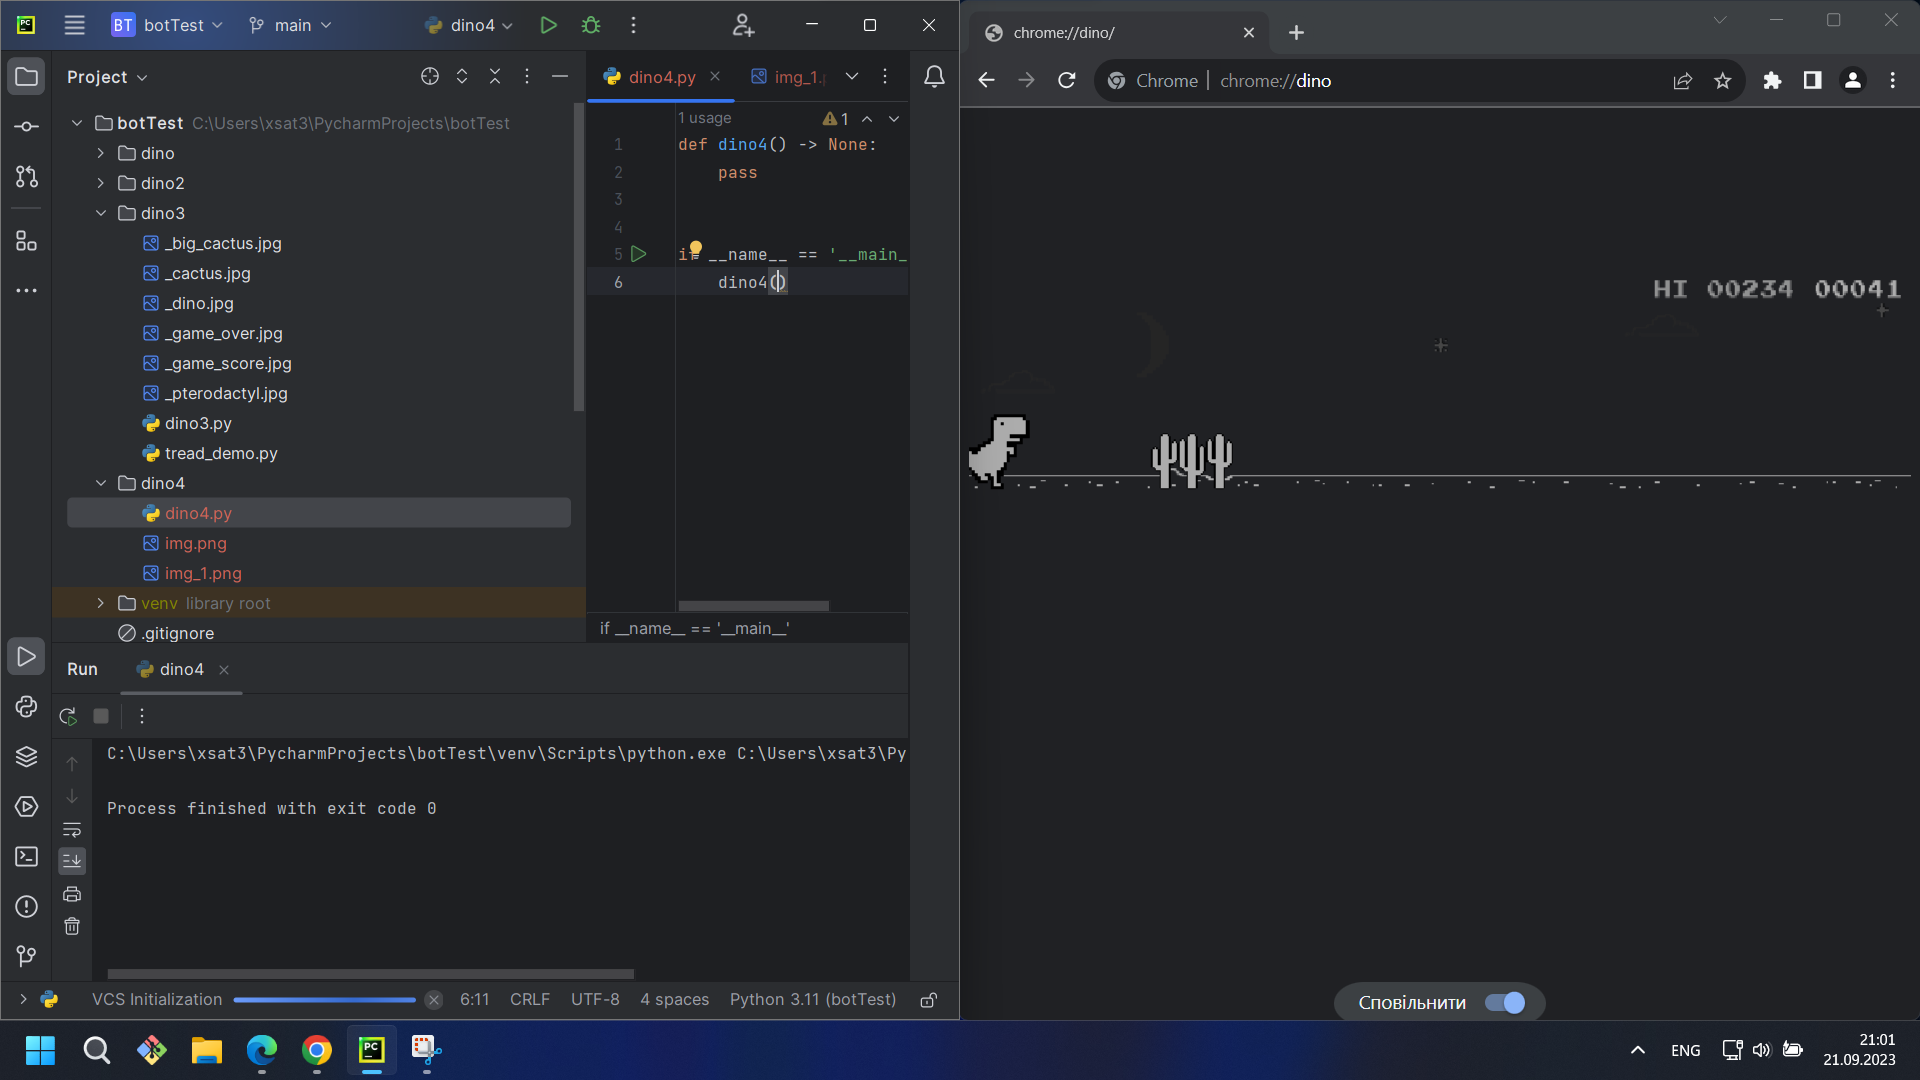 PC
BT botTest
main
dino4
Project
botTest C:\Users\xsat3\PycharmProjects\botTest
dino
dino2
dino3
_big_cactus.jpg
_cactus.jpg
_dino.jpg
_game_over.jpg
_game_score.jpg
_pterodactyl.jpg
dino3.py
tread_demo.py
dino4
dino4.py
img.png
img_1.png
venv library root
.gitignore
dino4.py
img_1.p
1 usage
1
1 def dino4() -> None:
2 pass
3
4
5 if __name__ == '__main_
6 dino4()
if __name__ == '__main__'
Run
dino4
C:\Users\xsat3\PycharmProjects\botTest\venv\Scripts\python.exe C:\Users\xsat3\Py
Process finished with exit code 0
VCS Initialization
6:11 CRLF UTF-8 4 spaces Python 3.11 (botTest)
chrome://dino/
Chrome | chrome://dino
HI 00234 00041
Сповільнити
PC
ENG
21:01
21.09.2023